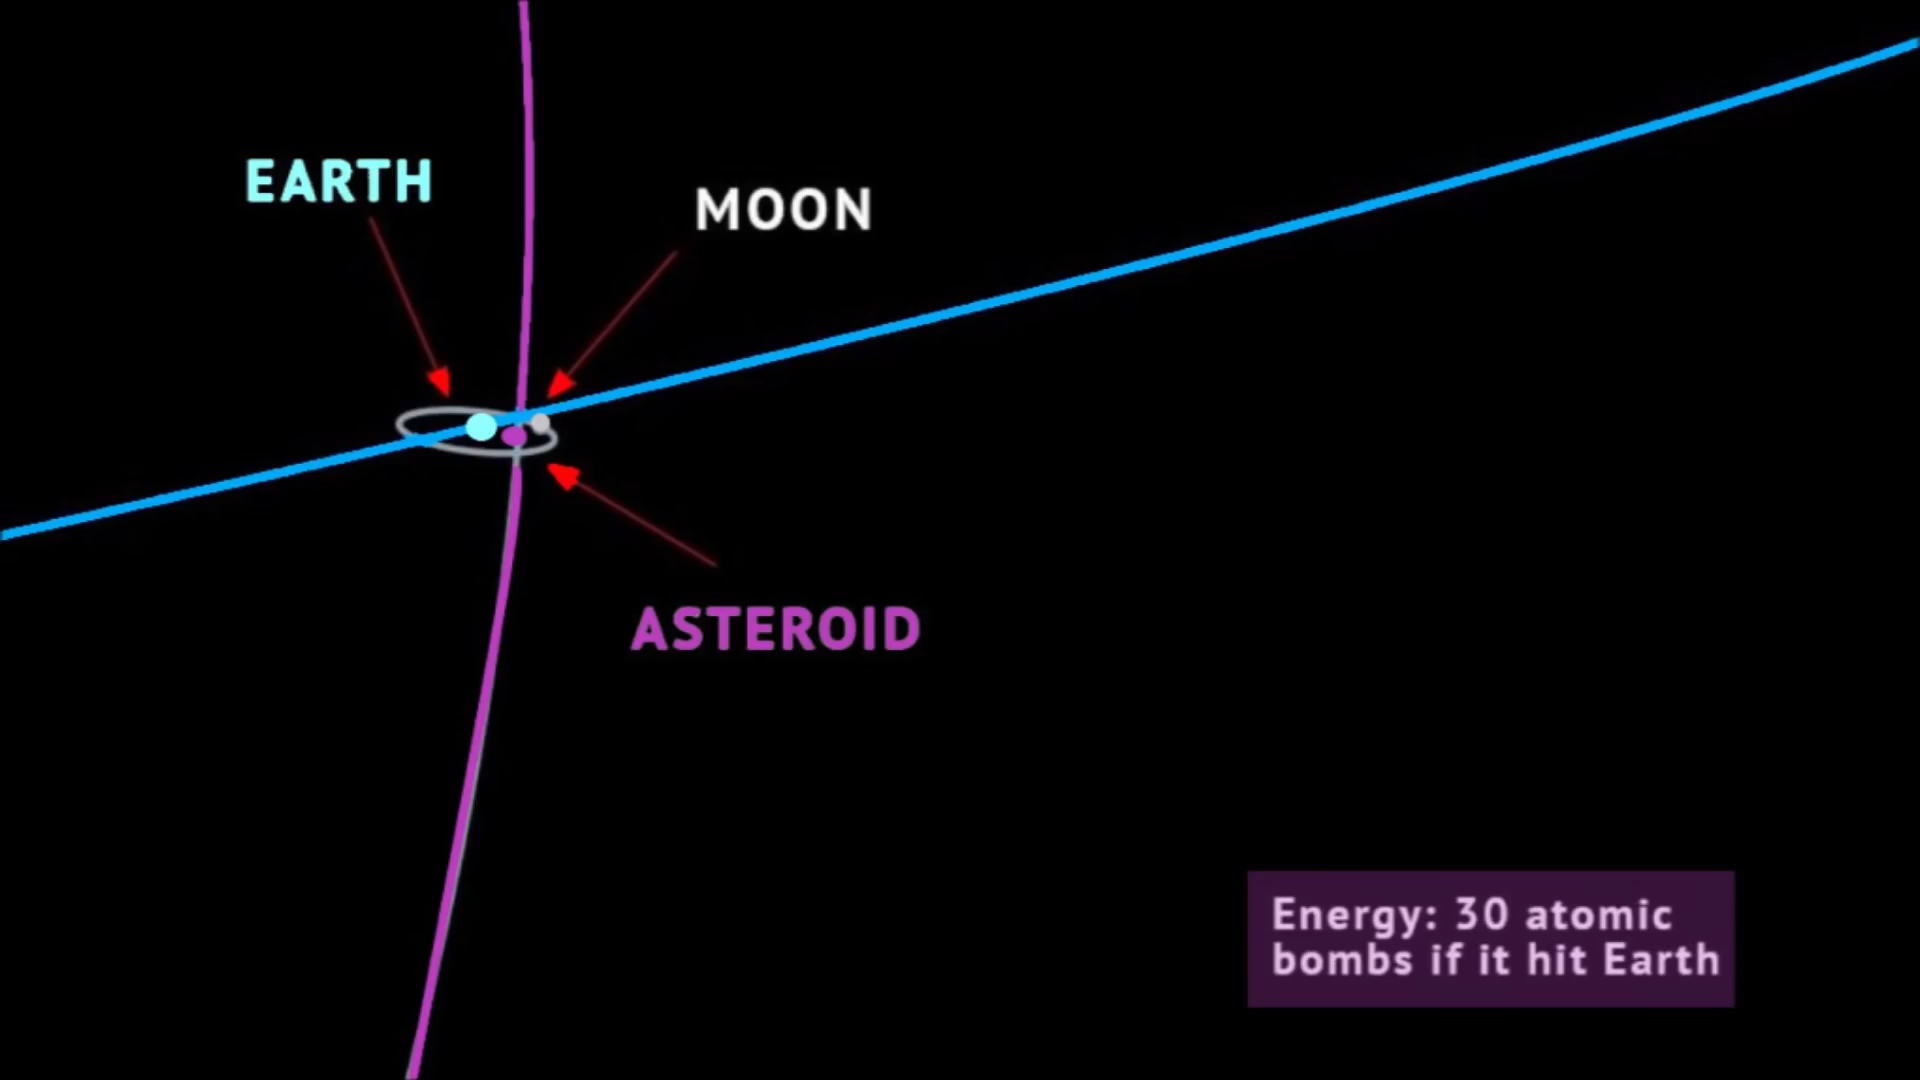 EARTH
MOON
ASTEROID
Energy: 30 atomic
bombs if it hit Earth